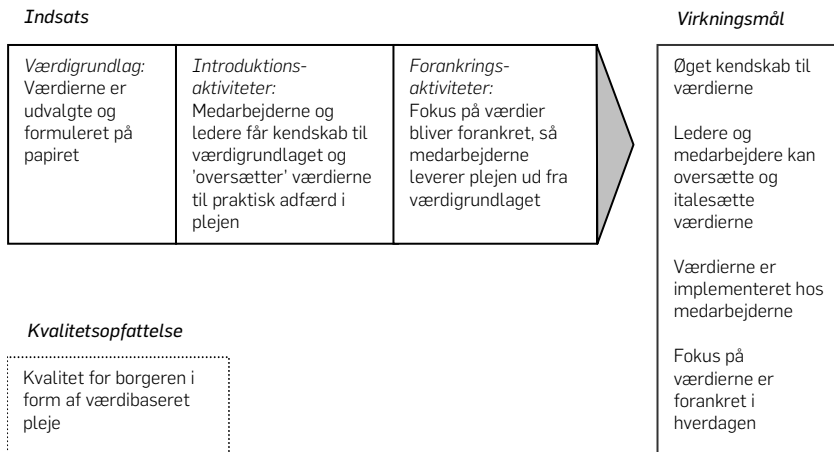 Indsats
Værdigrundlag:
Værdierne er
udvalgte og
formuleret på
papiret
Introduktions-
aktiviteter:
Medarbejderne og
ledere får kendskab til
værdigrundlaget og
’oversætter’ værdierne
til praktisk adfærd i
plejen
Forankrings-
aktiviteter:
Fokus på værdier
bliver forankret, så
medarbejderne
leverer plejen ud fra
værdigrundlaget
Virkningsmål
Øget kendskab til
værdierne
Ledere og
medarbejdere kan
oversætte og
italesætte
værdierne
Værdierne er
implementeret hos
medarbejderne
Fokus på
værdierne er
forankret i
hverdagen
Kvalitetsopfattelse
Kvalitet for borgeren i
form af værdibaseret
pleje